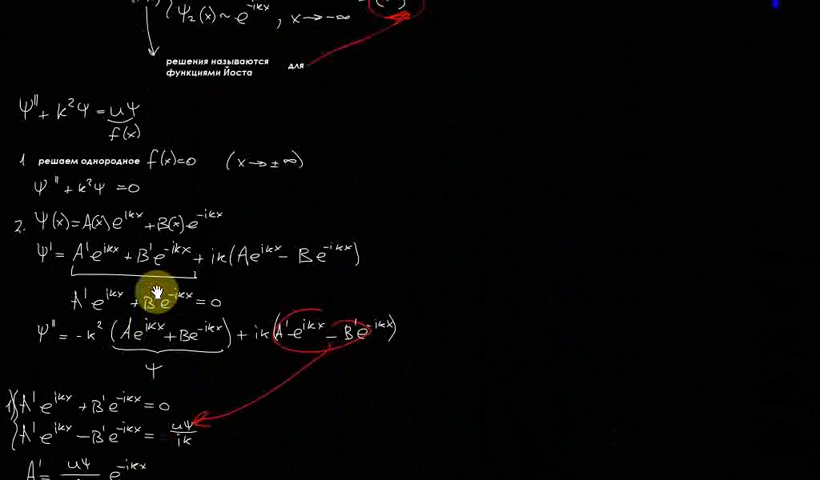 Ψ₂(x) ~ e^{-ikx}, x → -∞
решения называются функциями Йоста для
Ψ'' + k²Ψ = uΨ
f(x)
1 решаем однородное f(x)=0 (x → ±∞)
Ψ'' + k²Ψ = 0
2. Ψ(x) = A(x)e^{ikx} + B(x)e^{-ikx}
Ψ' = A'e^{ikx} + B'e^{-ikx} + ik(Ae^{ikx} - Be^{-ikx})
A'e^{ikx} + B'e^{-ikx} = 0
Ψ'' = -k²(Ae^{ikx} + Be^{-ikx}) + ik(A'e^{ikx} - B'e^{-ikx})
Ψ
1) A'e^{ikx} + B'e^{-ikx} = 0
A'e^{ikx} - B'e^{-ikx} = uΨ/ik
A' = uΨ e^{-ikx}